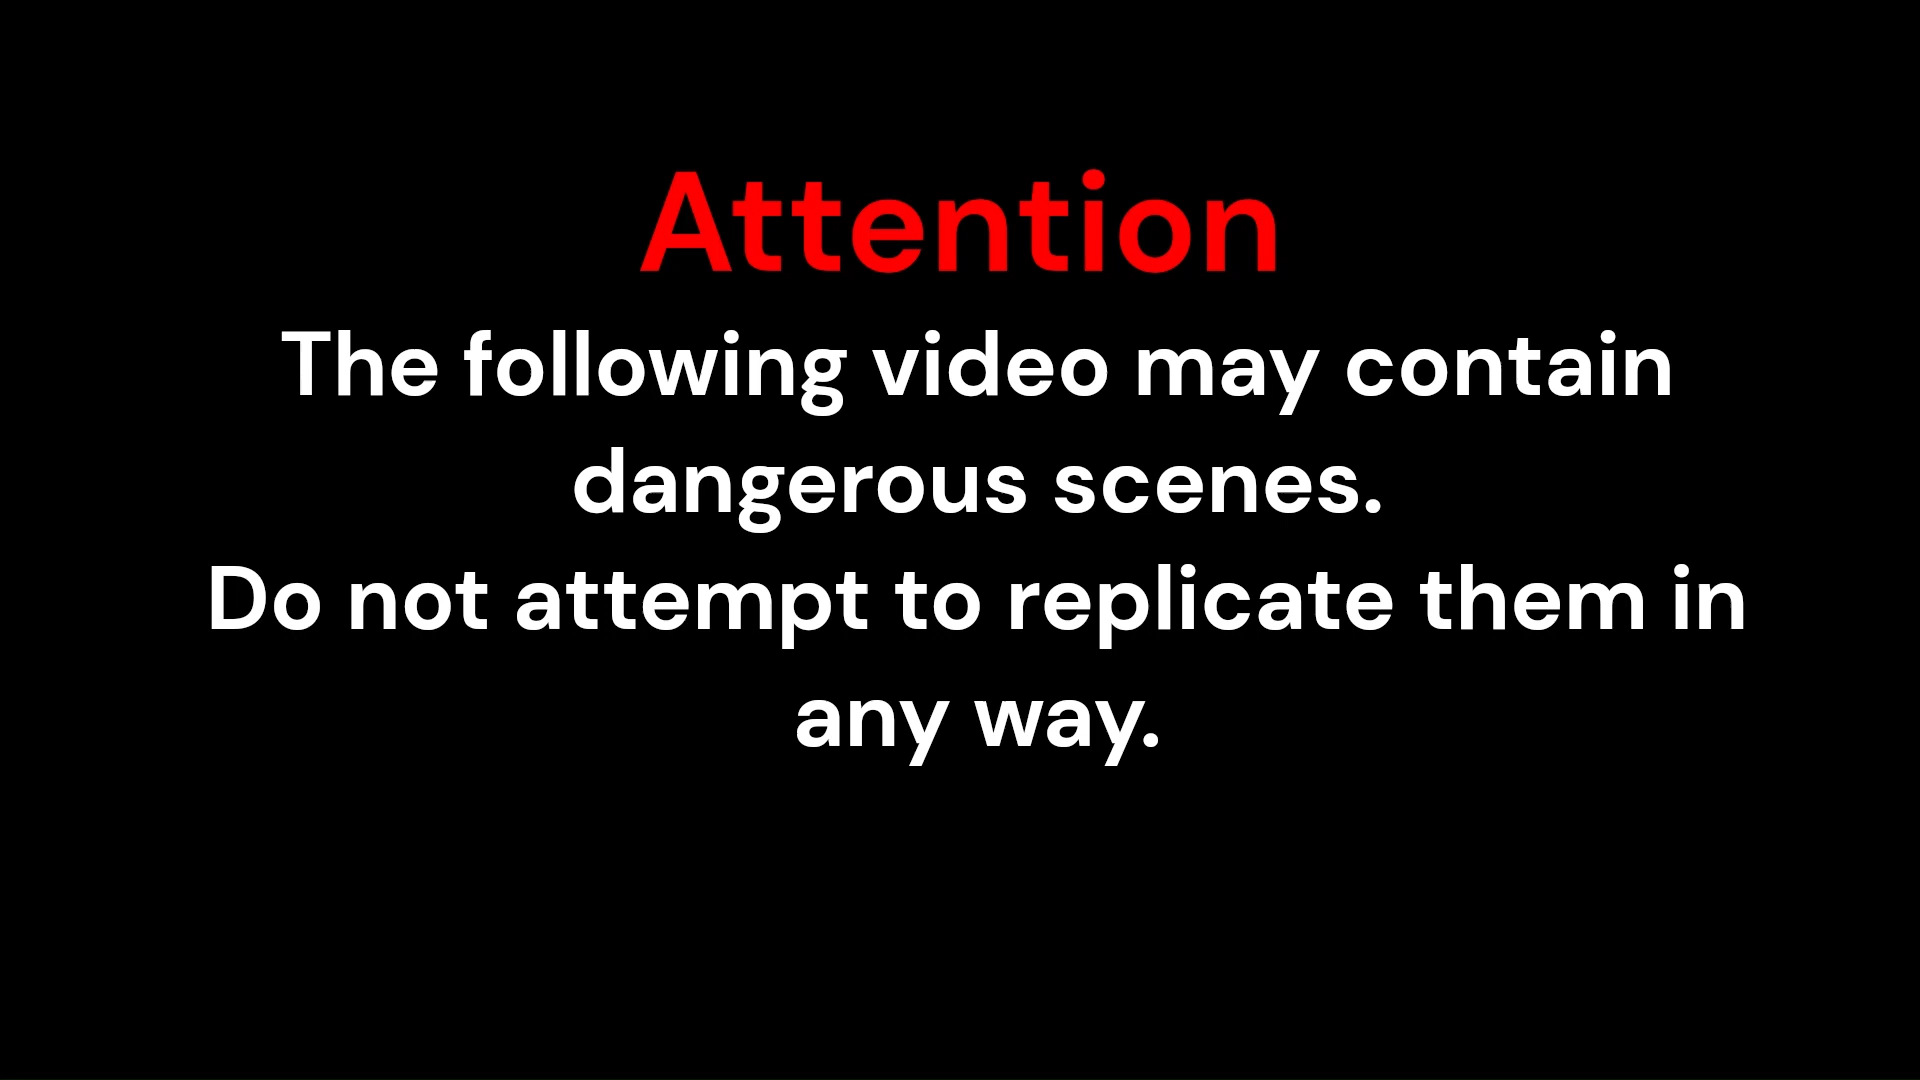 Attention
The following video may contain
dangerous scenes.
Do not attempt to replicate them in
any way.